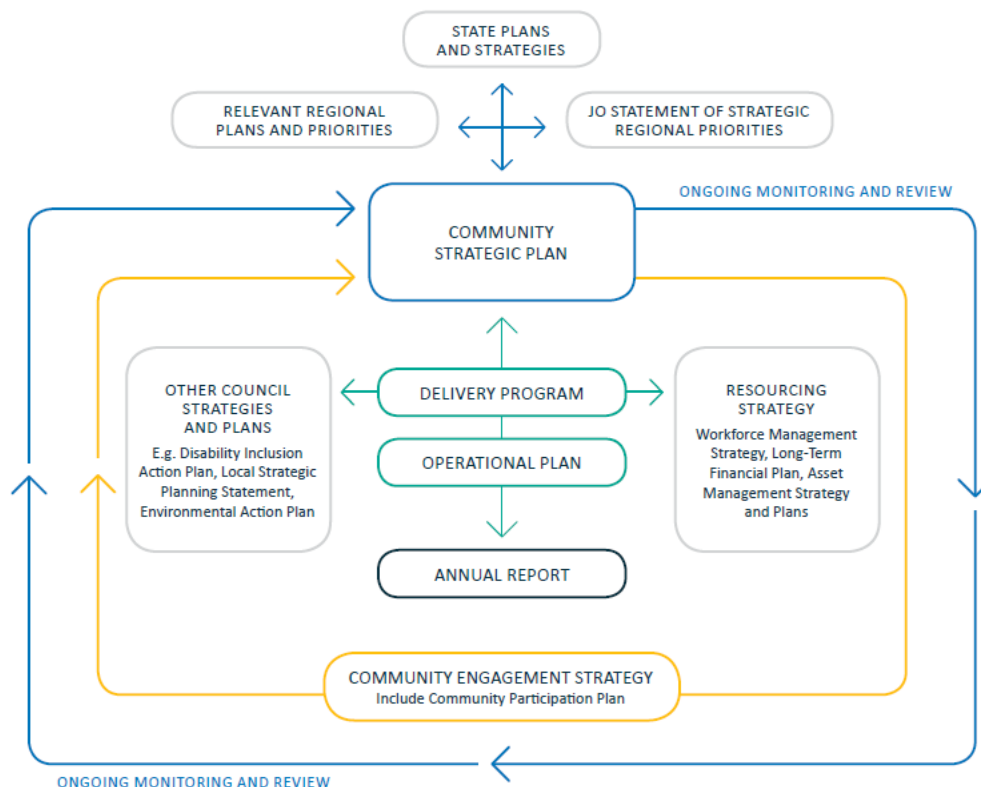 STATE PLANS
AND STRATEGIES
RELEVANT REGIONAL
PLANS AND PRIORITIES
JO STATEMENT OF STRATEGIC
REGIONAL PRIORITIES
ONGOING MONITORING AND REVIEW
COMMUNITY
STRATEGIC PLAN
OTHER COUNCIL
STRATEGIES
AND PLANS
E.g. Disability Inclusion
Action Plan, Local Strategic
Planning Statement,
Environmental Action Plan
DELIVERY PROGRAM
OPERATIONAL PLAN
ANNUAL REPORT
RESOURCING
STRATEGY
Workforce Management
Strategy, Long-Term
Financial Plan, Asset
Management Strategy
and Plans
COMMUNITY ENGAGEMENT STRATEGY
Include Community Participation Plan
ONGOING MONITORING AND REVIEW